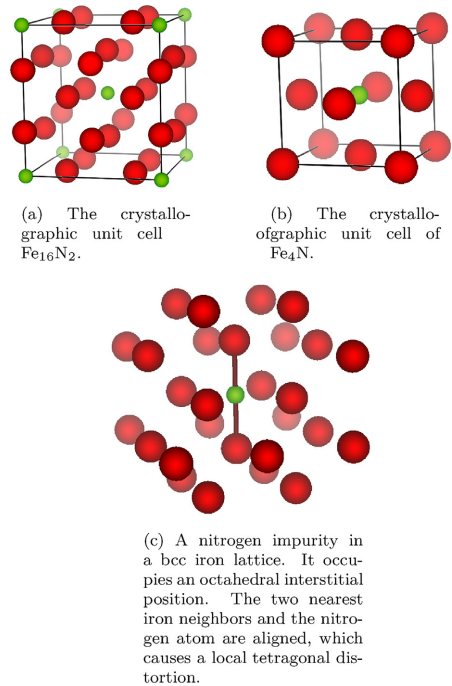 (a) The crystallo-
graphic unit cell
Fe₁₆N₂.
(b) The crystallo-
ofgraphic unit cell of
Fe₄N.
(c) A nitrogen impurity in
a bcc iron lattice. It occu-
pies an octahedral interstitial
position. The two nearest
iron neighbors and the nitro-
gen atom are aligned, which
causes a local tetragonal dis-
tortion.